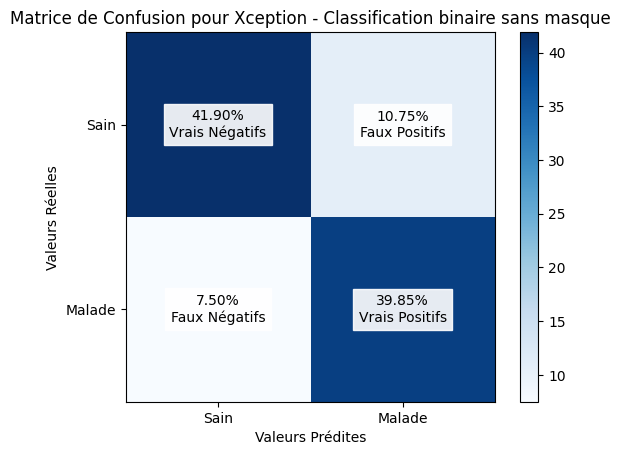 Matrice de Confusion pour Xception - Classification binaire sans masque
Valeurs Réelles
Sain
Malade
41.90%
Vrais Négatifs
10.75%
Faux Positifs
7.50%
Faux Négatifs
39.85%
Vrais Positifs
Sain
Malade
Valeurs Prédites
40
35
30
25
20
15
10